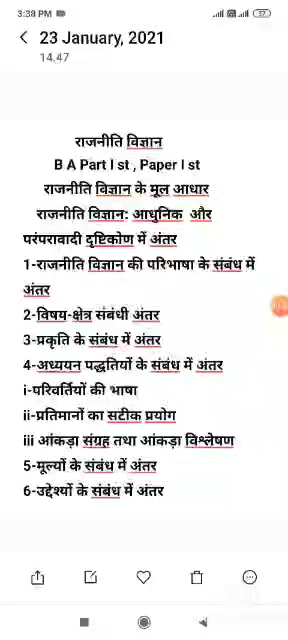 3:38 PM
37
23 January, 2021
14.47
राजनीति विज्ञान
B A Part I st , Paper I st
राजनीति विज्ञान के मूल आधार
राजनीति विज्ञान: आधुनिक और
परंपरावादी दृष्टिकोण में अंतर
1-राजनीति विज्ञान की परिभाषा के संबंध में
अंतर
2-विषय-क्षेत्र संबंधी अंतर
3-प्रकृति के संबंध में अंतर
4-अध्ययन पद्धतियों के संबंध में अंतर
i-परिवर्तियों की भाषा
ii-प्रतिमानों का सटीक प्रयोग
iii आंकड़ा संग्रह तथा आंकड़ा विश्लेषण
5-मूल्यों के संबंध में अंतर
6-उद्देश्यों के संबंध में अंतर